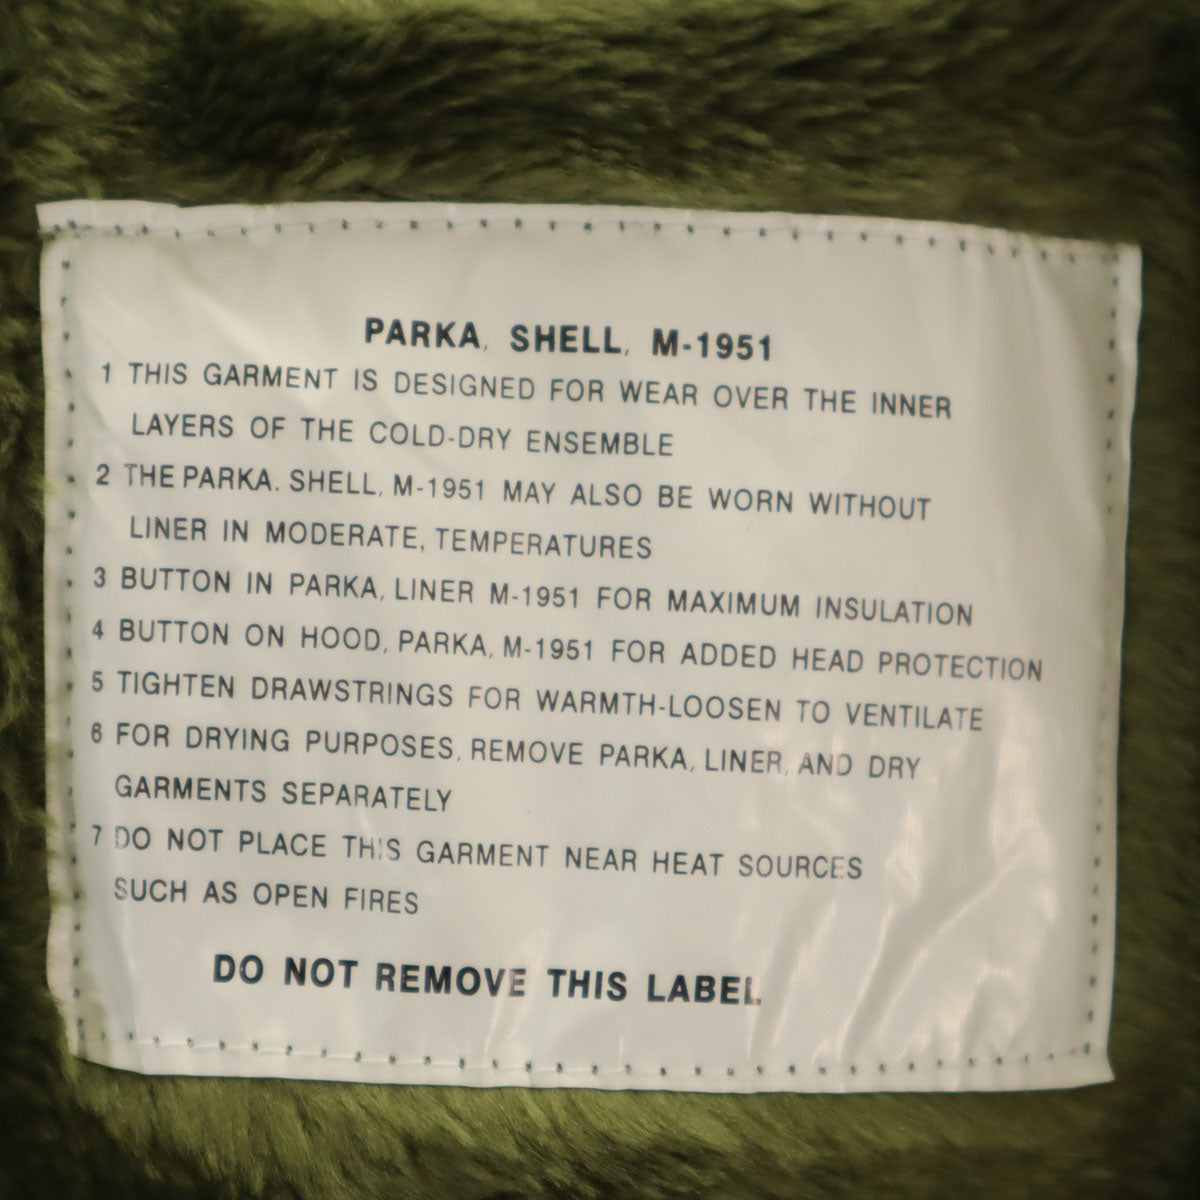 PARKA, SHELL, M-1951
1 THIS GARMENT IS DESIGNED FOR WEAR OVER THE INNER
LAYERS OF THE COLD-DRY ENSEMBLE
2 THE PARKA. SHELL, M-1951 MAY ALSO BE WORN WITHOUT
LINER IN MODERATE, TEMPERATURES
3 BUTTON IN PARKA, LINER M-1951 FOR MAXIMUM INSULATION
4 BUTTON ON HOOD, PARKA, M-1951 FOR ADDED HEAD PROTECTION
5 TIGHTEN DRAWSTRINGS FOR WARMTH-LOOSEN TO VENTILATE
6 FOR DRYING PURPOSES, REMOVE PARKA, LINER, AND DRY
GARMENTS SEPARATELY
7 DO NOT PLACE THIS GARMENT NEAR HEAT SOURCES
SUCH AS OPEN FIRES
DO NOT REMOVE THIS LABEL